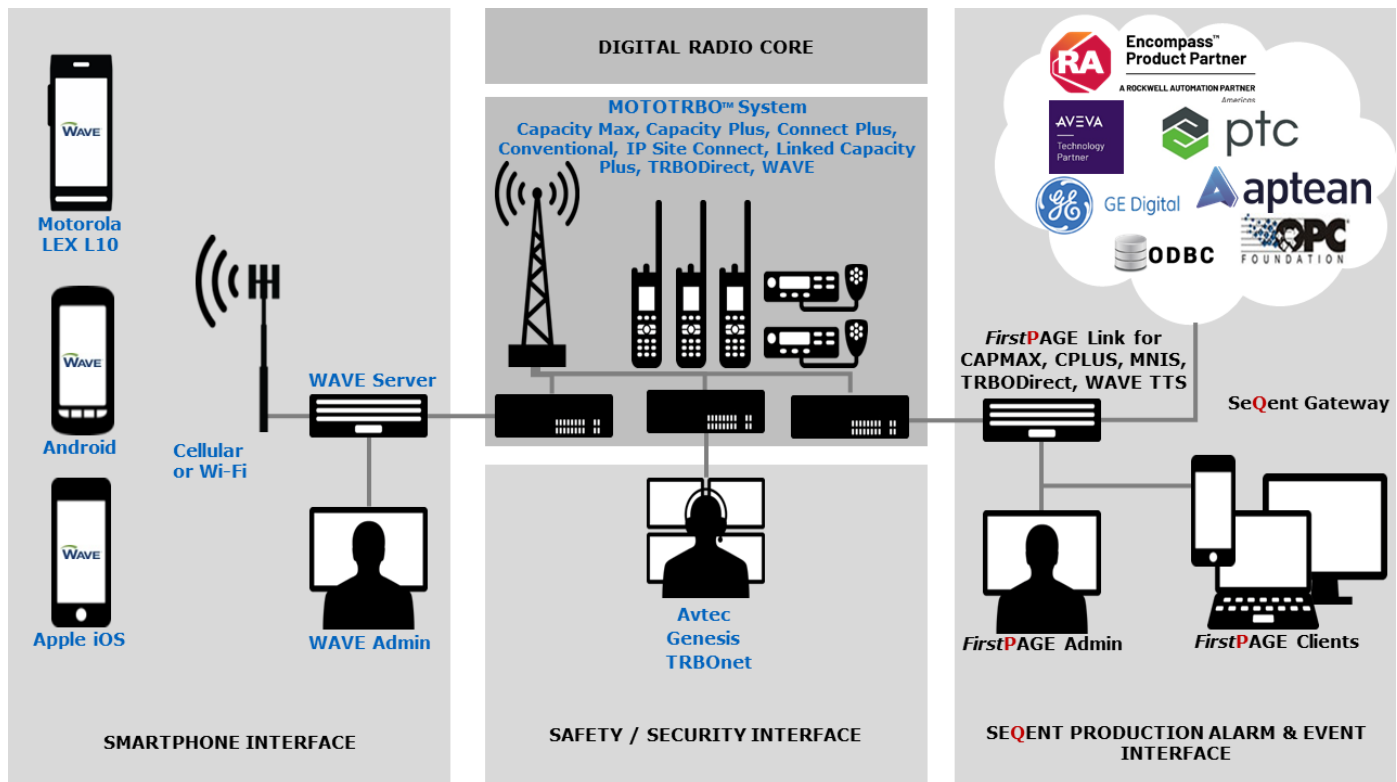 WAVE
Motorola
LEX L10
WAVE
Android
WAVE
Apple iOS
Cellular
or Wi-Fi
WAVE Server
WAVE Admin
SMARTPHONE INTERFACE
DIGITAL RADIO CORE
MOTOTRBO™ System
Capacity Max, Capacity Plus, Connect Plus,
Conventional, IP Site Connect, Linked Capacity
Plus, TRBODirect, WAVE
Avtec
Genesis
TRBOnet
SAFETY / SECURITY INTERFACE
RA
Encompass™
Product Partner
A ROCKWELL AUTOMATION PARTNER
Americas
AVEVA
Technology
Partner
ptc
GE
GE Digital
aptean
ODBC
OPC
FOUNDATION
FirstPAGE Link for
CAPMAX, CPLUS, MNIS,
TRBODirect, WAVE TTS
SeQent Gateway
FirstPAGE Admin
FirstPAGE Clients
SEQENT PRODUCTION ALARM & EVENT
INTERFACE